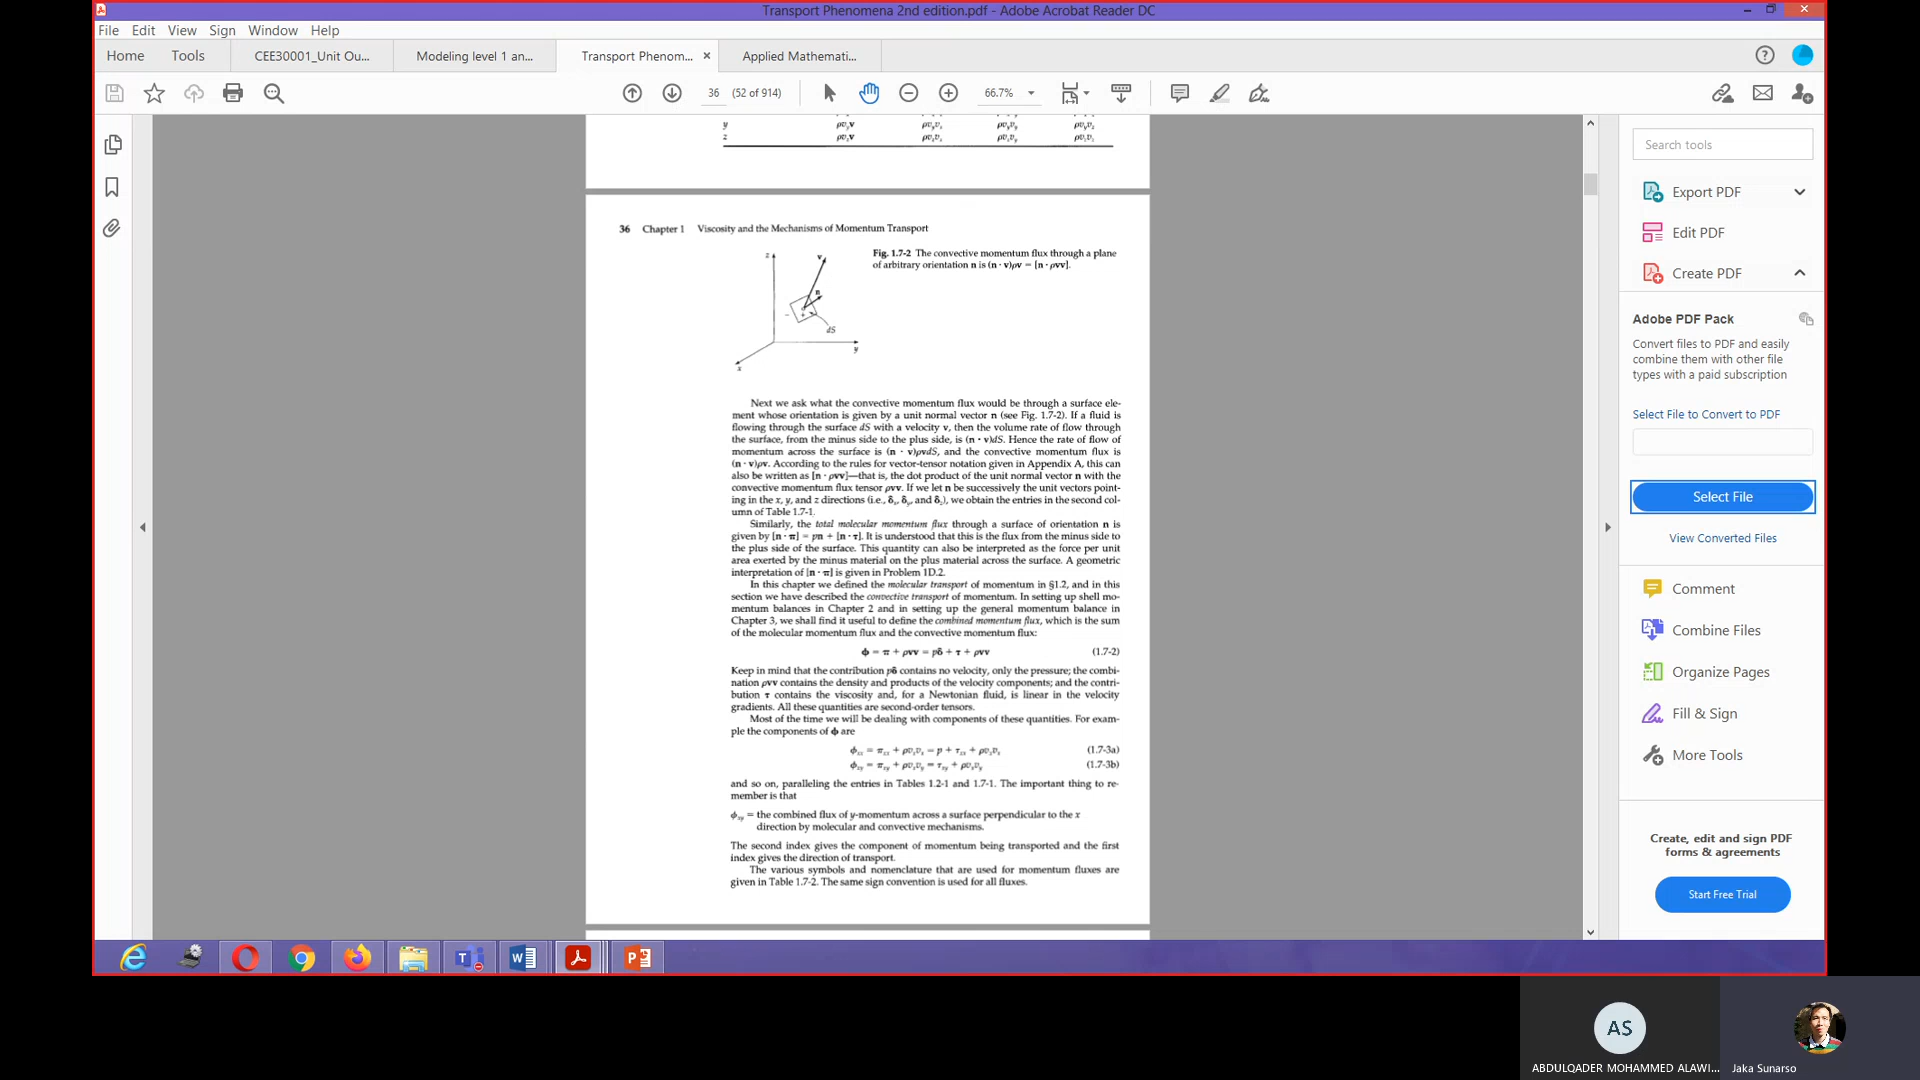 Transport Phenomena 2nd edition.pdf - Adobe Acrobat Reader DC
File Edit View Sign Window Help
Home Tools CEE30001_Unit Ou... Modeling level 1 an... Transport Phenom... × Applied Mathemati...
36 (52 of 914) 66.7%
y ρvᵧv ρvᵧvₓ ρvᵧvᵧ ρvᵧv_z
z ρv_zv ρv_zvₓ ρv_zvᵧ ρv_zv_z
36 Chapter 1 Viscosity and the Mechanisms of Momentum Transport
Fig. 1.7-2 The convective momentum flux through a plane
of arbitrary orientation n is (n · v)ρv = [n · ρvv].
z
v
n
− +
dS
y
x
Next we ask what the convective momentum flux would be through a surface ele-
ment whose orientation is given by a unit normal vector n (see Fig. 1.7-2). If a fluid is
flowing through the surface dS with a velocity v, then the volume rate of flow through
the surface, from the minus side to the plus side, is (n · v)dS. Hence the rate of flow of
momentum across the surface is (n · v)ρvdS, and the convective momentum flux is
(n · v)ρv. According to the rules for vector-tensor notation given in Appendix A, this can
also be written as [n · ρvv]—that is, the dot product of the unit normal vector n with the
convective momentum flux tensor ρvv. If we let n be successively the unit vectors point-
ing in the x, y, and z directions (i.e., δₓ, δᵧ, and δ_z), we obtain the entries in the second col-
umn of Table 1.7-1.
Similarly, the total molecular momentum flux through a surface of orientation n is
given by [n · π] = pn + [n · τ]. It is understood that this is the flux from the minus side to
the plus side of the surface. This quantity can also be interpreted as the force per unit
area exerted by the minus material on the plus material across the surface. A geometric
interpretation of [n · π] is given in Problem 1D.2.
In this chapter we defined the molecular transport of momentum in §1.2, and in this
section we have described the convective transport of momentum. In setting up shell mo-
mentum balances in Chapter 2 and in setting up the general momentum balance in
Chapter 3, we shall find it useful to define the combined momentum flux, which is the sum
of the molecular momentum flux and the convective momentum flux:
ϕ = π + ρvv = pδ + τ + ρvv (1.7-2)
Keep in mind that the contribution pδ contains no velocity, only the pressure; the combi-
nation ρvv contains the density and products of the velocity components; and the contri-
bution τ contains the viscosity and, for a Newtonian fluid, is linear in the velocity
gradients. All these quantities are second-order tensors.
Most of the time we will be dealing with components of these quantities. For exam-
ple the components of ϕ are
ϕₓₓ = πₓₓ + ρvₓvₓ = p + τₓₓ + ρvₓvₓ (1.7-3a)
ϕₓᵧ = πₓᵧ + ρvₓvᵧ = τₓᵧ + ρvₓvᵧ (1.7-3b)
and so on, paralleling the entries in Tables 1.2-1 and 1.7-1. The important thing to re-
member is that
ϕₓᵧ = the combined flux of y-momentum across a surface perpendicular to the x
direction by molecular and convective mechanisms.
The second index gives the component of momentum being transported and the first
index gives the direction of transport.
The various symbols and nomenclature that are used for momentum fluxes are
given in Table 1.7-2. The same sign convention is used for all fluxes.
Search tools
Export PDF
Edit PDF
Create PDF
Adobe PDF Pack
Convert files to PDF and easily
combine them with other file
types with a paid subscription
Select File to Convert to PDF
Select File
View Converted Files
Comment
Combine Files
Organize Pages
Fill & Sign
More Tools
Create, edit and sign PDF
forms & agreements
Start Free Trial
AS
ABDULQADER MOHAMMED ALAWI... Jaka Sunarso